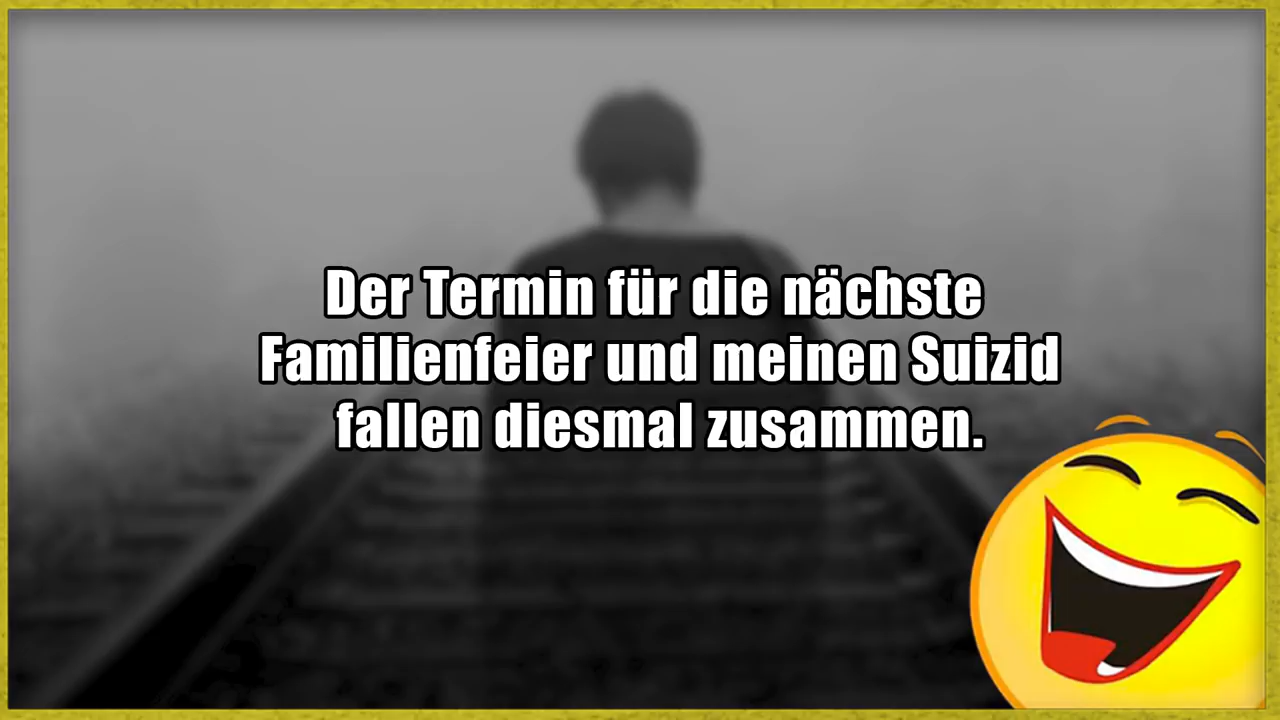 Der Termin für die nächste
Familienfeier und meinen Suizid
fallen diesmal zusammen.